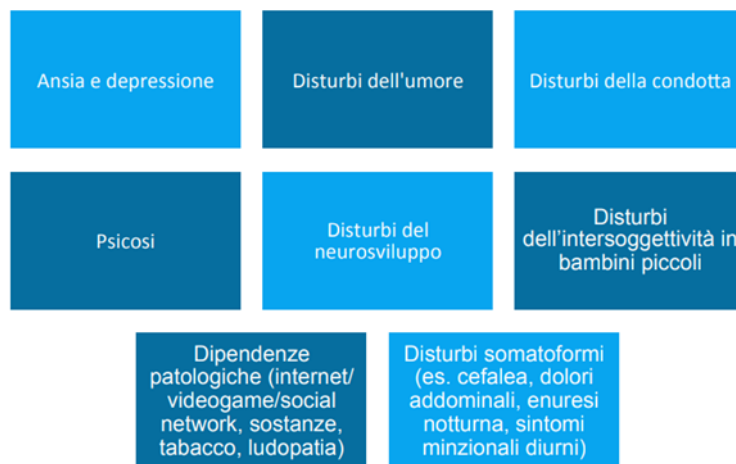 Ansia e depressione
Disturbi dell'umore
Disturbi della condotta
Psicosi
Disturbi del
neurosviluppo
Disturbi
dell’intersoggettività in
bambini piccoli
Dipendenze
patologiche (internet/
videogame/social
network, sostanze,
tabacco, ludopatia)
Disturbi somatoformi
(es. cefalea, dolori
addominali, enuresi
notturna, sintomi
minzionali diurni)